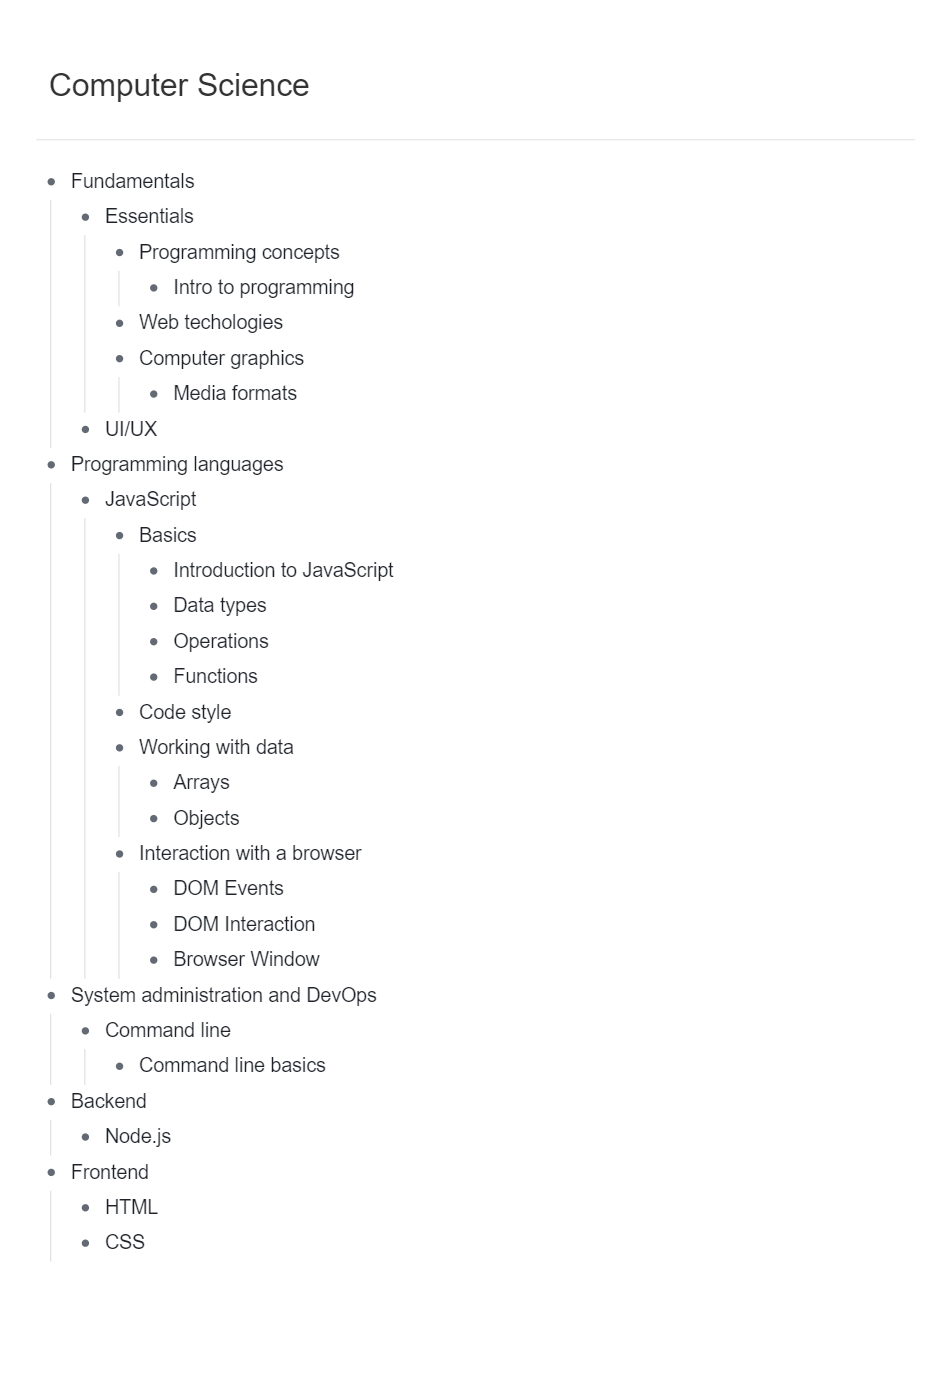 Computer Science
Fundamentals
Essentials
Programming concepts
Intro to programming
Web techologies
Computer graphics
Media formats
UI/UX
Programming languages
JavaScript
Basics
Introduction to JavaScript
Data types
Operations
Functions
Code style
Working with data
Arrays
Objects
Interaction with a browser
DOM Events
DOM Interaction
Browser Window
System administration and DevOps
Command line
Command line basics
Backend
Node.js
Frontend
HTML
CSS